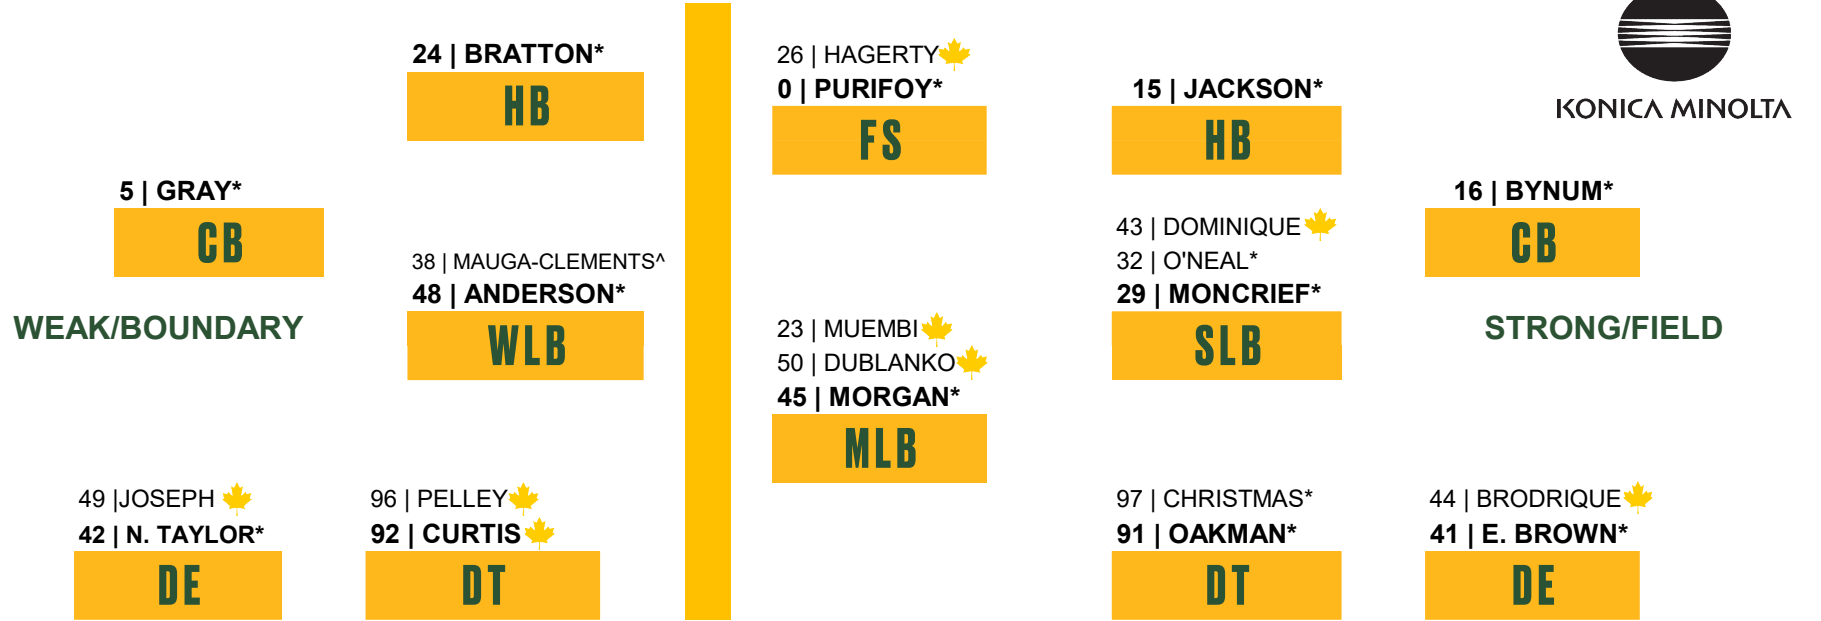 KONICA MINOLTA
24 | BRATTON*
HB
26 | HAGERTY
0 | PURIFOY*
FS
15 | JACKSON*
HB
5 | GRAY*
CB
16 | BYNUM*
CB
38 | MAUGA-CLEMENTS^
48 | ANDERSON*
WLB
43 | DOMINIQUE
32 | O'NEAL*
29 | MONCRIEF*
SLB
WEAK/BOUNDARY
STRONG/FIELD
23 | MUEMBI
50 | DUBLANKO
45 | MORGAN*
MLB
49 |JOSEPH
42 | N. TAYLOR*
DE
96 | PELLEY
92 | CURTIS
DT
97 | CHRISTMAS*
91 | OAKMAN*
DT
44 | BRODRIQUE
41 | E. BROWN*
DE